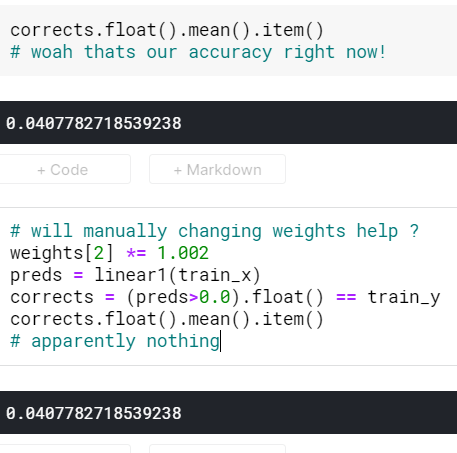 corrects.float().mean().item()
# woah thats our accuracy right now!
0.0407782718539238
+ Code
+ Markdown
# will manually changing weights help ?
weights[2] *= 1.002
preds = linear1(train_x)
corrects = (preds>0.0).float() == train_y
corrects.float().mean().item()
# apparently nothing
0.0407782718539238